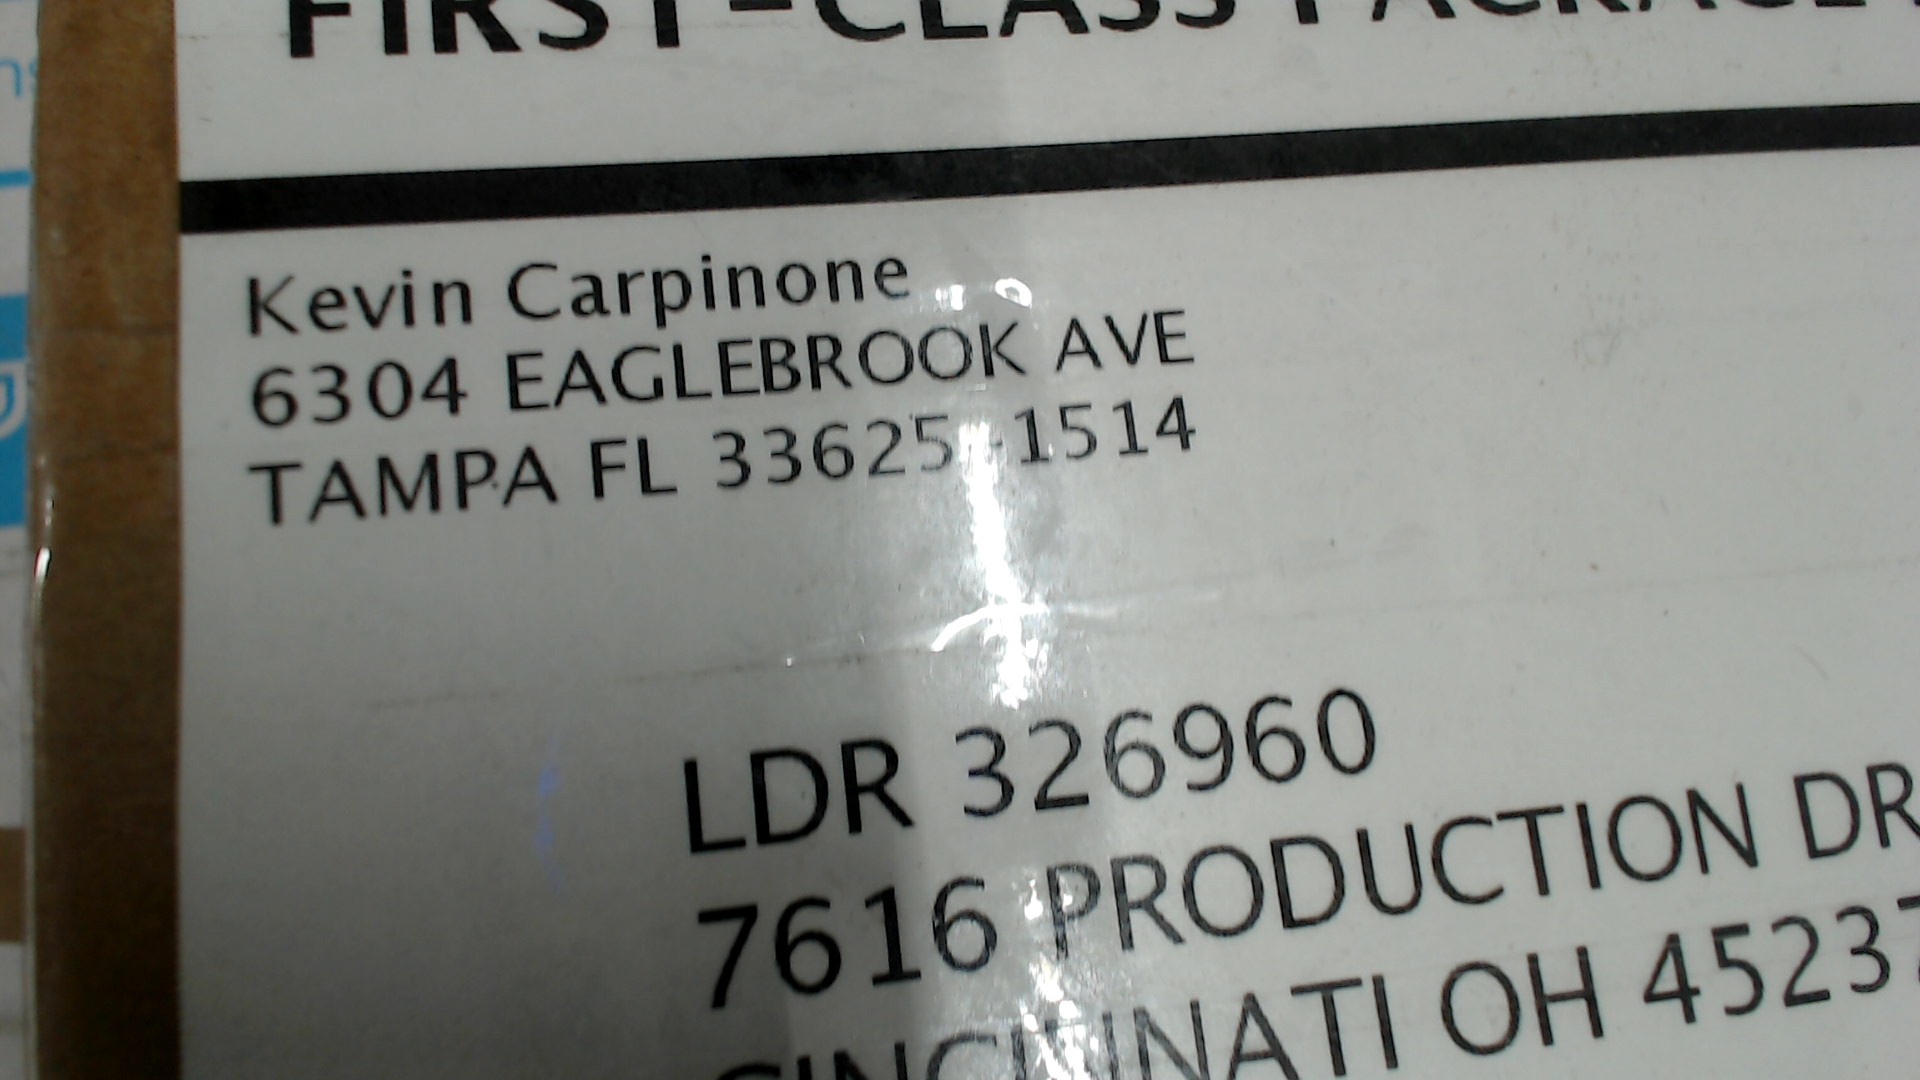 FIRST-CLASS PACKAGE
Kevin Carpinone
6304 EAGLEBROOK AVE
TAMPA FL 33625-1514
LDR 326960
7616 PRODUCTION DR
CINCINNATI OH 45237